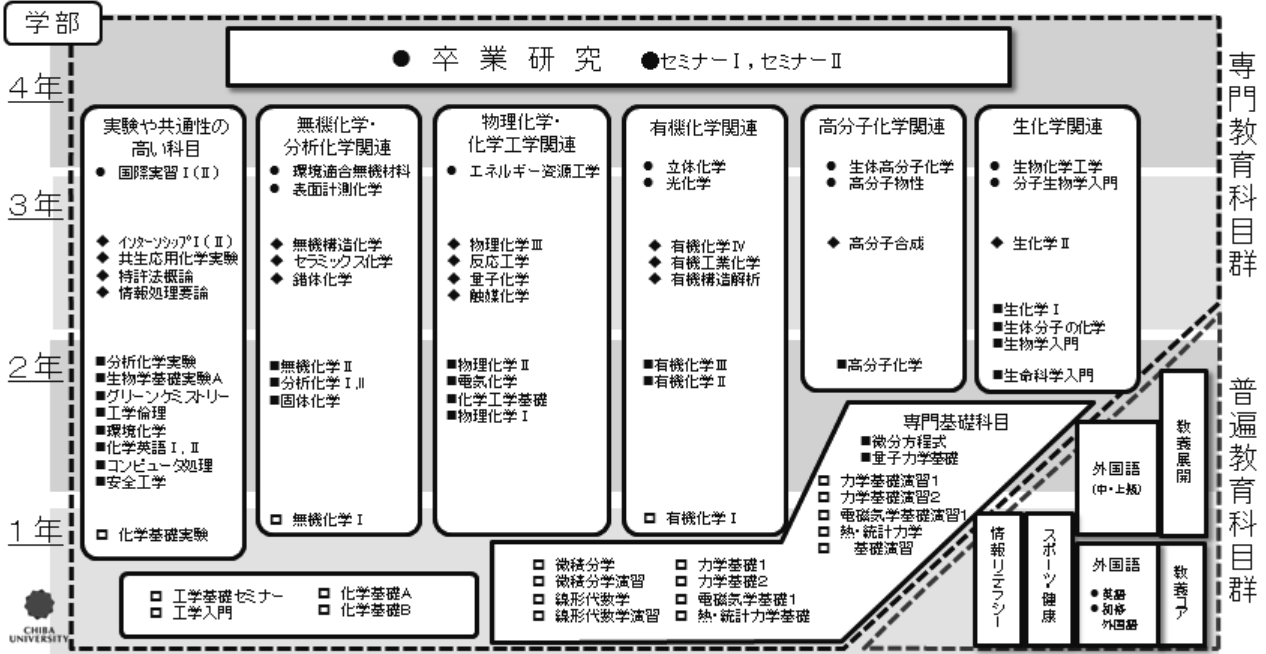 学部
● 卒業研究 ●セミナーⅠ, セミナーⅡ
4年
3年
2年
1年
専門教育科目群
普遍教育科目群
実験や共通性の
高い科目
● 国際実習Ⅰ(Ⅱ)
◆ インターンシップⅠ(Ⅱ)
◆ 共生応用化学実験
◆ 特許法概論
◆ 情報処理要論
■分析化学実験
■生物学基礎実験A
■グリーンケミストリー
■工学倫理
■環境化学
■化学英語Ⅰ,Ⅱ
■コンピュータ処理
■安全工学
□ 化学基礎実験
無機化学・
分析化学関連
● 環境適合無機材料
● 表面計測化学
◆ 無機構造化学
◆ セラミックス化学
◆ 錯体化学
■無機化学Ⅱ
■分析化学Ⅰ,Ⅱ
■固体化学
□ 無機化学Ⅰ
物理化学・
化学工学関連
● エネルギー資源工学
◆ 物理化学Ⅲ
◆ 反応工学
◆ 量子化学
◆ 触媒化学
■物理化学Ⅱ
■電気化学
■化学工学基礎
■物理化学Ⅰ
有機化学関連
● 立体化学
● 光化学
◆ 有機化学Ⅳ
◆ 有機工業化学
◆ 有機構造解析
■有機化学Ⅲ
■有機化学Ⅱ
□ 有機化学Ⅰ
高分子化学関連
● 生体高分子化学
● 高分子物性
◆ 高分子合成
■高分子化学
生化学関連
● 生物化学工学
● 分子生物学入門
◆ 生化学Ⅱ
■生化学Ⅰ
■生体分子の化学
■生物学入門
■生命科学入門
専門基礎科目
■微分方程式
■量子力学基礎
□ 力学基礎演習1
□ 力学基礎演習2
□ 電磁気学基礎演習1
□ 熱・統計力学
□ 基礎演習
□ 微積分学
□ 微積分学演習
□ 線形代数学
□ 線形代数学演習
□ 力学基礎1
□ 力学基礎2
□ 電磁気学基礎1
□ 熱・統計力学基礎
□ 工学基礎セミナー
□ 工学入門
□ 化学基礎A
□ 化学基礎B
情報リテラシー
スポーツ・健康
外国語
(中・上級)
教養展開
外国語
●英語
●初修
外国語
教養コア
CHIBA
UNIVERSITY